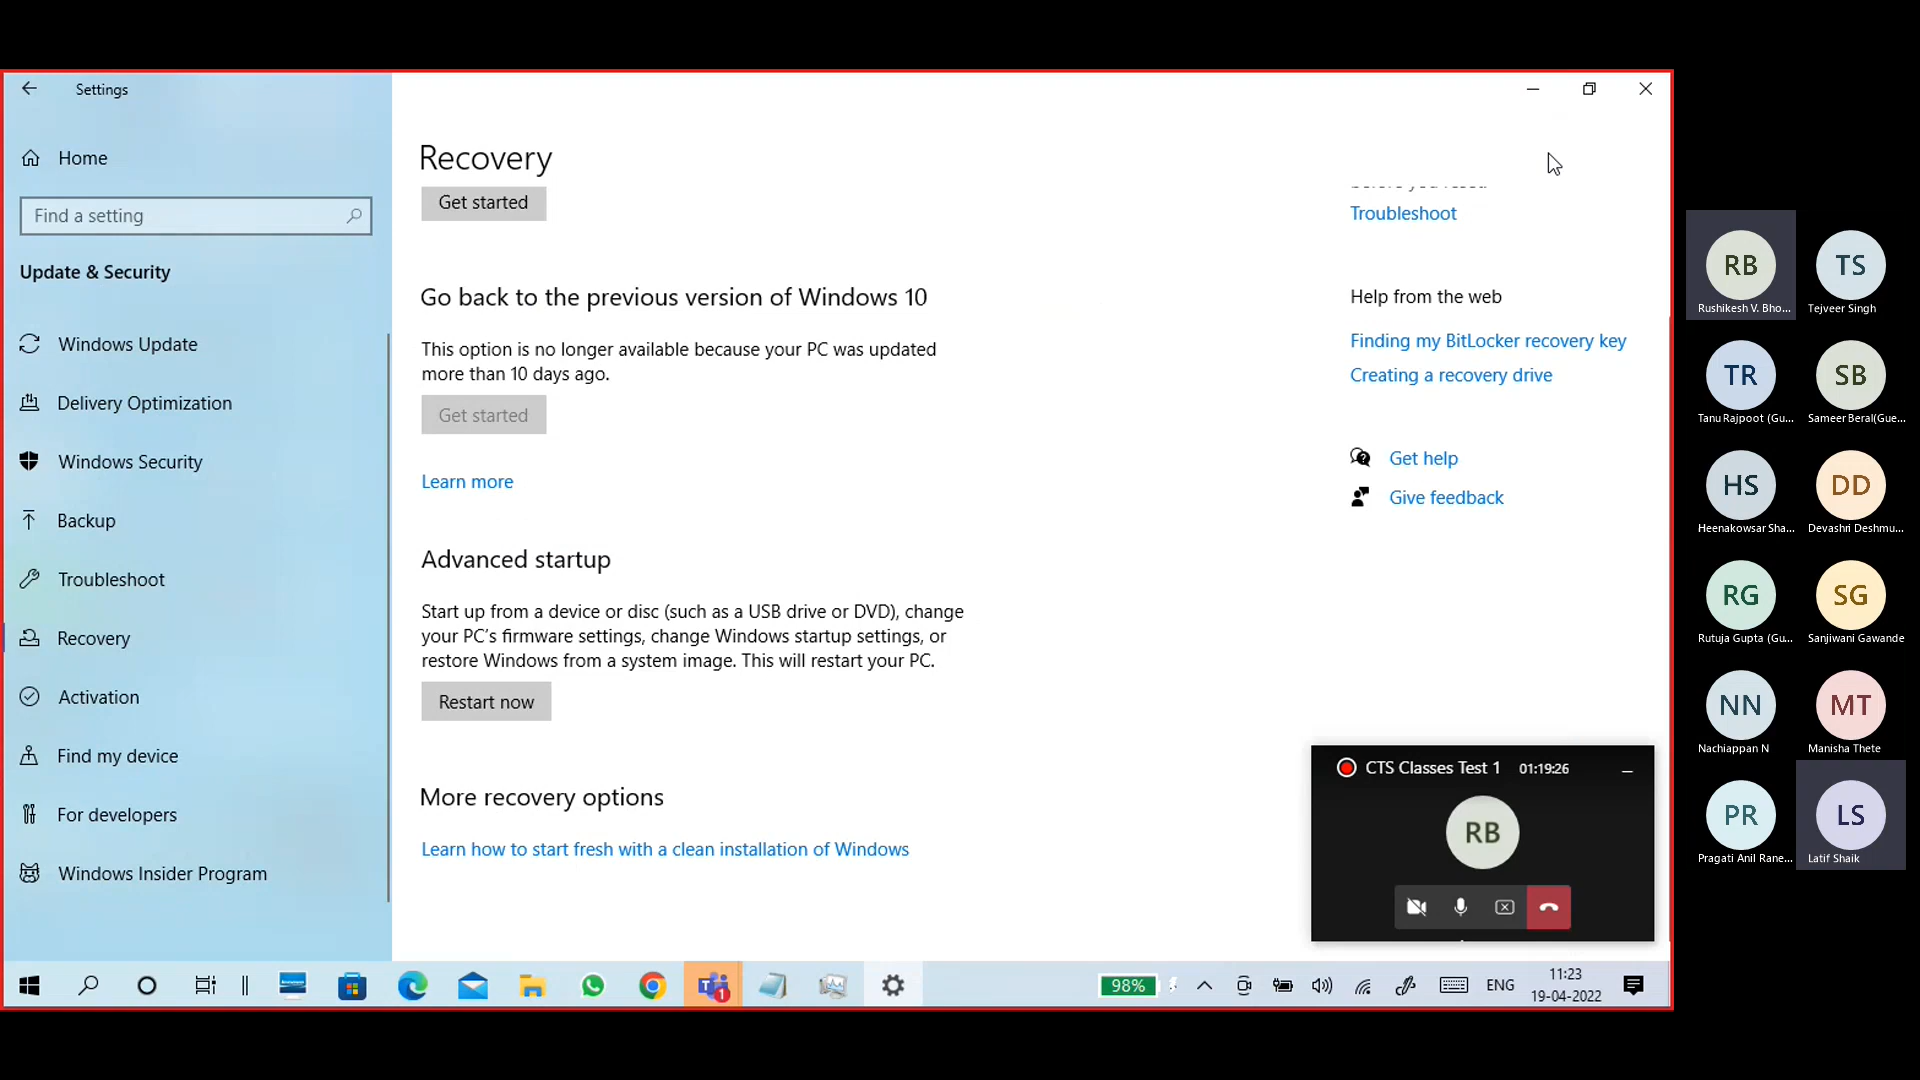 Settings
Home
Find a setting
Update & Security
Windows Update
Delivery Optimization
Windows Security
Backup
Troubleshoot
Recovery
Activation
Find my device
For developers
Windows Insider Program
Recovery
Get started
Go back to the previous version of Windows 10
This option is no longer available because your PC was updated
more than 10 days ago.
Get started
Learn more
Advanced startup
Start up from a device or disc (such as a USB drive or DVD), change
your PC's firmware settings, change Windows startup settings, or
restore Windows from a system image. This will restart your PC.
Restart now
More recovery options
Learn how to start fresh with a clean installation of Windows
Troubleshoot
Help from the web
Finding my BitLocker recovery key
Creating a recovery drive
Get help
Give feedback
CTS Classes Test 1 01:19:26
RB
98%
ENG
11:23
19-04-2022
1
RB
Rushikesh V. Bho...
TS
Tejveer Singh
TR
Tanu Rajpoot (Gu...
SB
Sameer Beral(Gue...
HS
Heenakowsar Sha...
DD
Devashri Deshmu...
RG
Rutuja Gupta (Gu...
SG
Sanjiwani Gawande
NN
Nachiappan N
MT
Manisha Thete
PR
Pragati Anil Rane...
LS
Latif Shaik